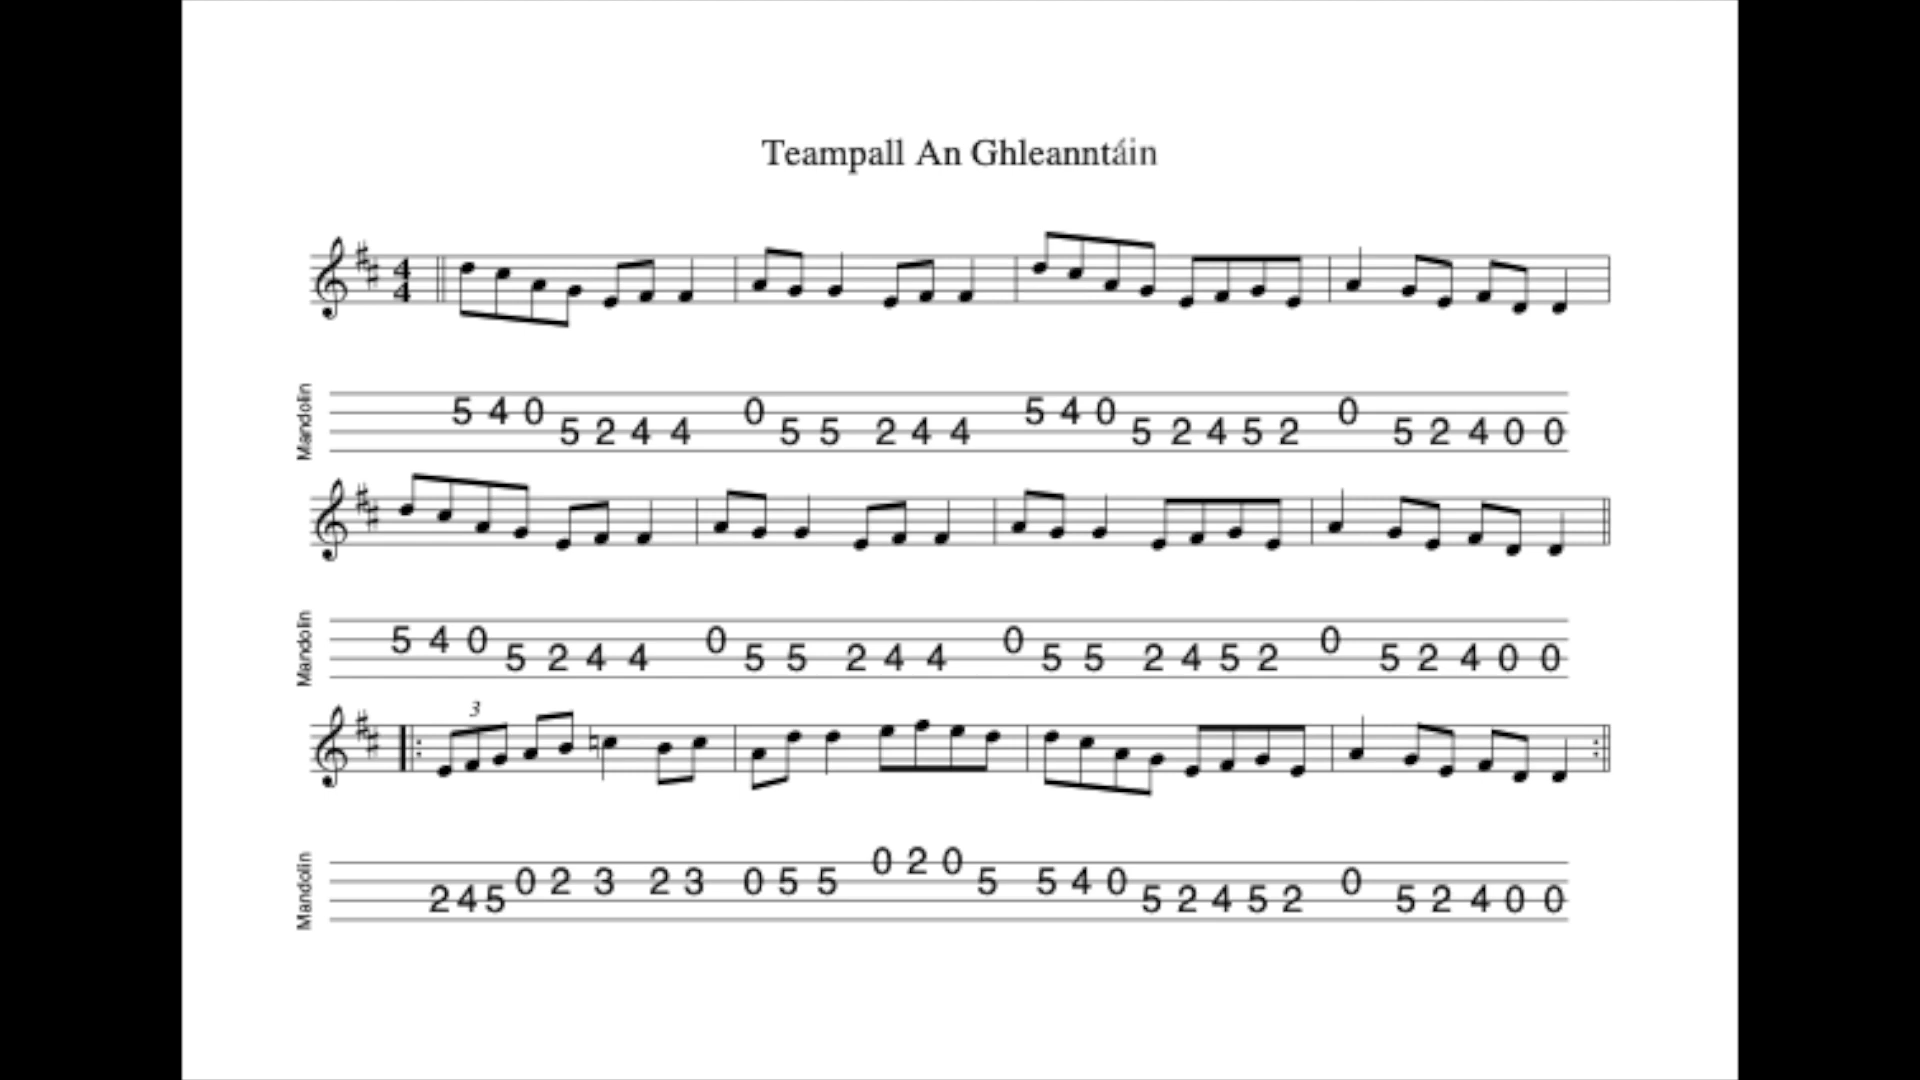 Teampall An Ghleanntáin
4
4
Mandolin
5 4 0 5 2 4 4 0 5 5 2 4 4 5 4 0 5 2 4 5 2 0 5 2 4 0 0
Mandolin
5 4 0 5 2 4 4 0 5 5 2 4 4 0 5 5 2 4 5 2 0 5 2 4 0 0
3
Mandolin
2 4 5 0 2 3 2 3 0 5 5 0 2 0 5 5 4 0 5 2 4 5 2 0 5 2 4 0 0